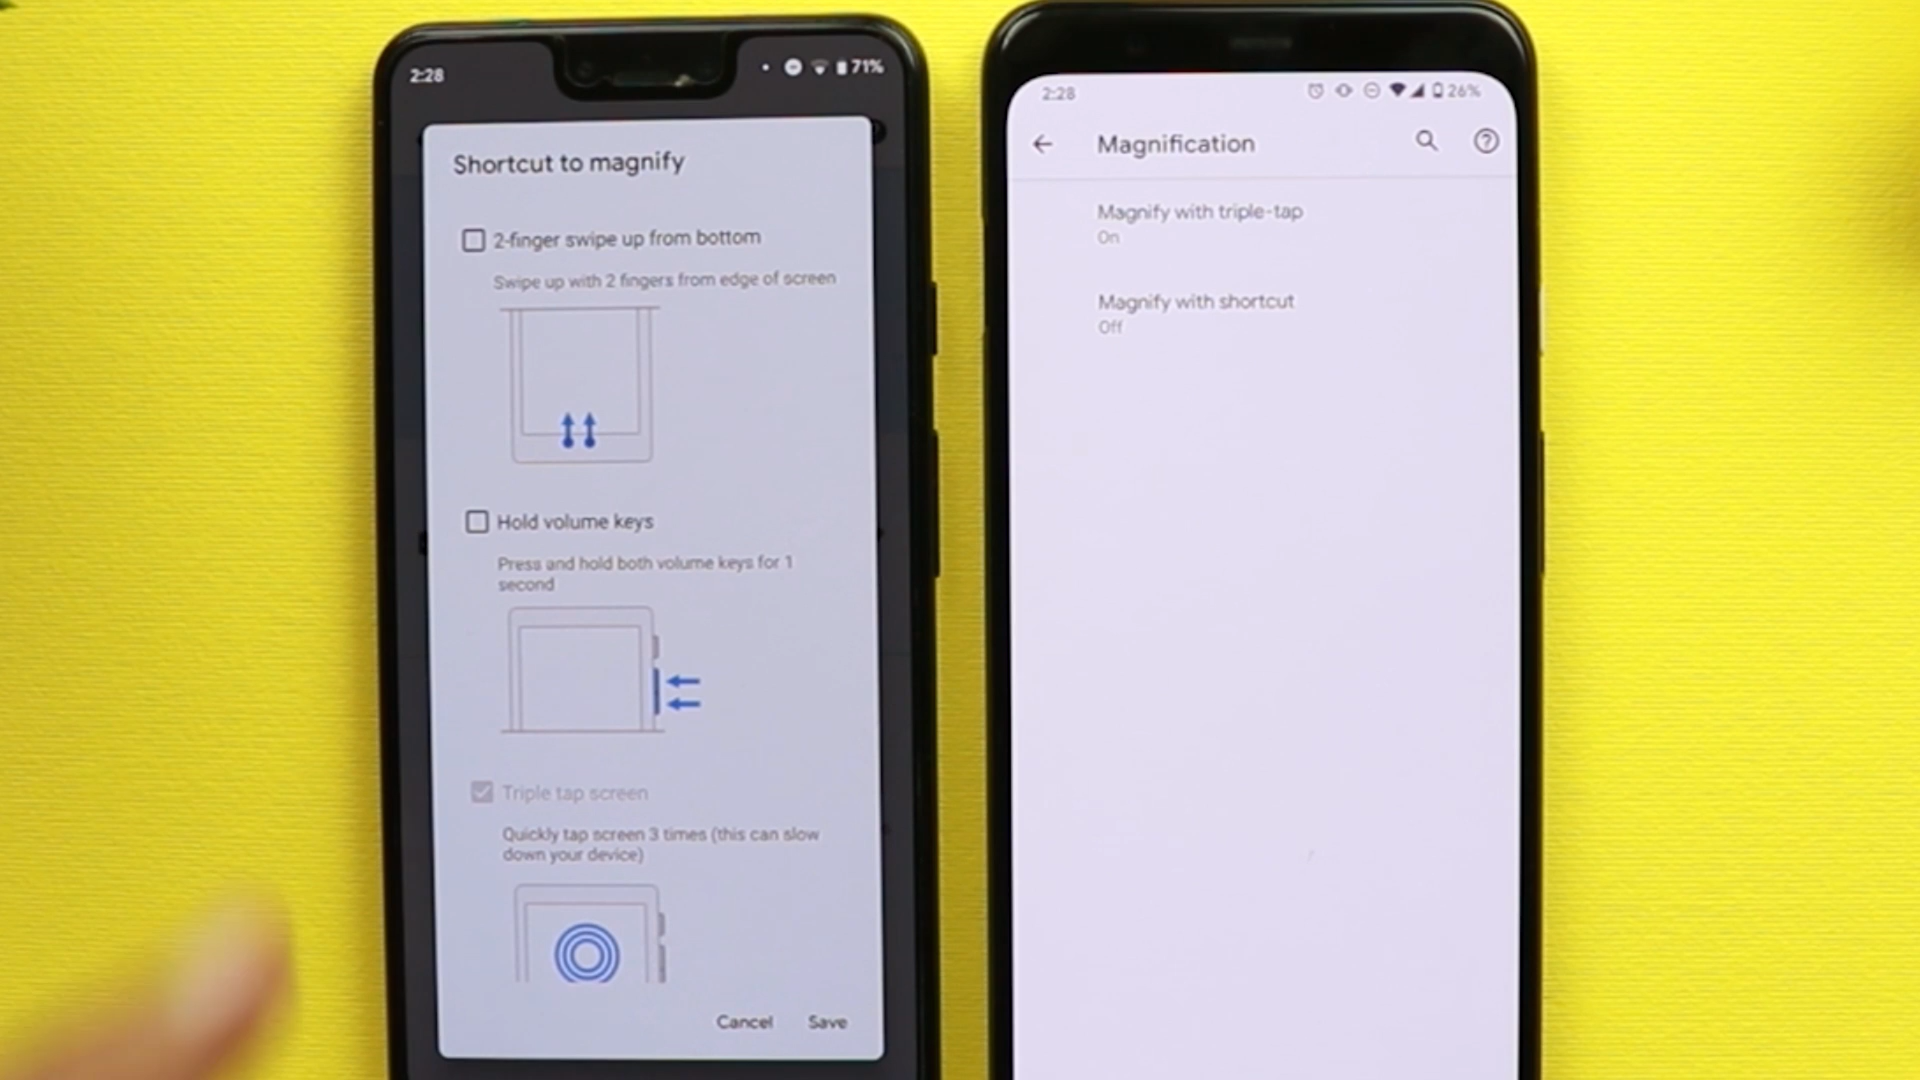 2:28
71%
Shortcut to magnify
2-finger swipe up from bottom
Swipe up with 2 fingers from edge of screen
Hold volume keys
Press and hold both volume keys for 1
second
Triple tap screen
Quickly tap screen 3 times (this can slow
down your device)
Cancel Save
2:28
26%
Magnification
Magnify with triple-tap
On
Magnify with shortcut
Off